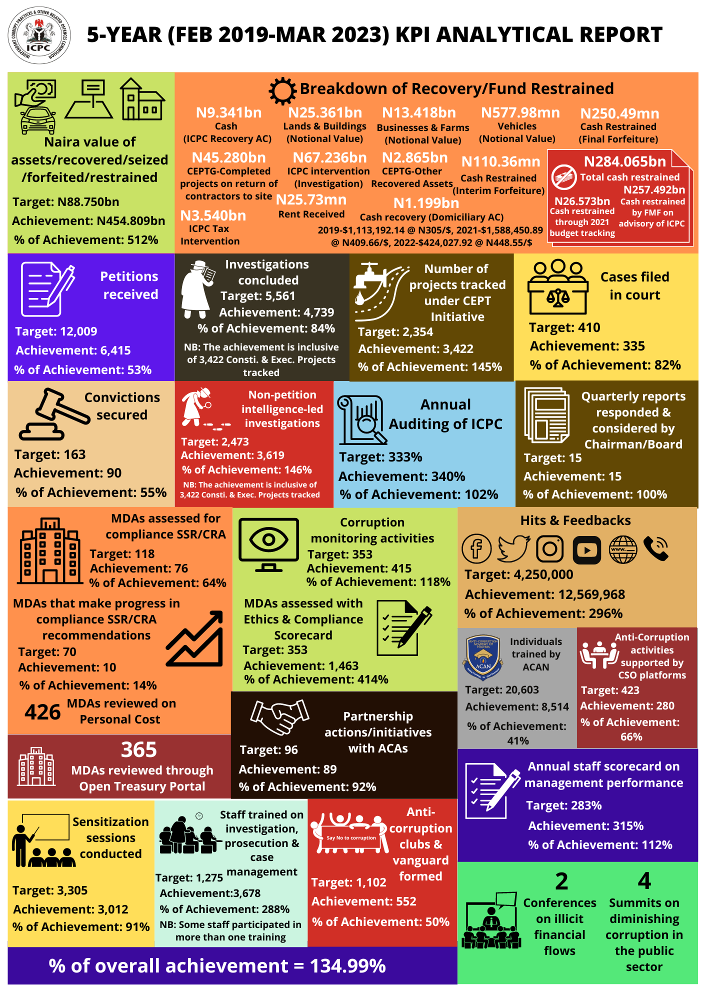 INDEPENDENT CORRUPT PRACTICES & OTHER RELATED OFFENCES COMMISSION
ICPC
5-YEAR (FEB 2019-MAR 2023) KPI ANALYTICAL REPORT
Naira value of
assets/recovered/seized
/forfeited/restrained
Target: N88.750bn
Achievement: N454.809bn
% of Achievement: 512%
Breakdown of Recovery/Fund Restrained
N9.341bn
Cash
(ICPC Recovery AC)
N25.361bn
Lands & Buildings
(Notional Value)
N13.418bn
Businesses & Farms
(Notional Value)
N577.98mn
Vehicles
(Notional Value)
N250.49mn
Cash Restrained
(Final Forfeiture)
N45.280bn
CEPTG-Completed
projects on return of
contractors to site
N67.236bn
ICPC intervention
(Investigation)
N2.865bn
CEPTG-Other
Recovered Assets
N110.36mn
Cash Restrained
(Interim Forfeiture)
N3.540bn
ICPC Tax
Intervention
N25.73mn
Rent Received
N1.199bn
Cash recovery (Domiciliary AC)
2019-$1,113,192.14 @ N305/$, 2021-$1,588,450.89
@ N409.66/$, 2022-$424,027.92 @ N448.55/$
N284.065bn
Total cash restrained
N26.573bn
Cash restrained
through 2021
budget tracking
N257.492bn
Cash restrained
by FMF on
advisory of ICPC
Petitions
received
Target: 12,009
Achievement: 6,415
% of Achievement: 53%
Investigations
concluded
Target: 5,561
Achievement: 4,739
% of Achievement: 84%
NB: The achievement is inclusive
of 3,422 Consti. & Exec. Projects
tracked
Number of
projects tracked
under CEPT
Initiative
Target: 2,354
Achievement: 3,422
% of Achievement: 145%
Cases filed
in court
Target: 410
Achievement: 335
% of Achievement: 82%
Convictions
secured
Target: 163
Achievement: 90
% of Achievement: 55%
Non-petition
intelligence-led
investigations
Target: 2,473
Achievement: 3,619
% of Achievement: 146%
NB: The achievement is inclusive of
3,422 Consti. & Exec. Projects tracked
Annual
Auditing of ICPC
Target: 333%
Achievement: 340%
% of Achievement: 102%
Quarterly reports
responded &
considered by
Chairman/Board
Target: 15
Achievement: 15
% of Achievement: 100%
MDAs assessed for
compliance SSR/CRA
Target: 118
Achievement: 76
% of Achievement: 64%
MDAs that make progress in
compliance SSR/CRA
recommendations
Target: 70
Achievement: 10
% of Achievement: 14%
426
MDAs reviewed on
Personal Cost
Corruption
monitoring activities
Target: 353
Achievement: 415
% of Achievement: 118%
MDAs assessed with
Ethics & Compliance
Scorecard
Target: 353
Achievement: 1,463
% of Achievement: 414%
Hits & Feedbacks
www.
Target: 4,250,000
Achievement: 12,569,968
% of Achievement: 296%
ANTI-CORRUPTION
ACADEMY OF
NIGERIA
ACAN
Individuals
trained by
ACAN
Target: 20,603
Achievement: 8,514
% of Achievement:
41%
Anti-Corruption
activities
supported by
CSO platforms
Target: 423
Achievement: 280
% of Achievement:
66%
365
MDAs reviewed through
Open Treasury Portal
Partnership
actions/initiatives
with ACAs
Target: 96
Achievement: 89
% of Achievement: 92%
Annual staff scorecard on
management performance
Target: 283%
Achievement: 315%
% of Achievement: 112%
Sensitization
sessions
conducted
Target: 3,305
Achievement: 3,012
% of Achievement: 91%
Staff trained on
investigation,
prosecution &
case
management
Target: 1,275
Achievement:3,678
% of Achievement: 288%
NB: Some staff participated in
more than one training
Say No to corruption
Anti-
corruption
clubs &
vanguard
formed
Target: 1,102
Achievement: 552
% of Achievement: 50%
2
Conferences
on illicit
financial
flows
4
Summits on
diminishing
corruption in
the public
sector
% of overall achievement = 134.99%